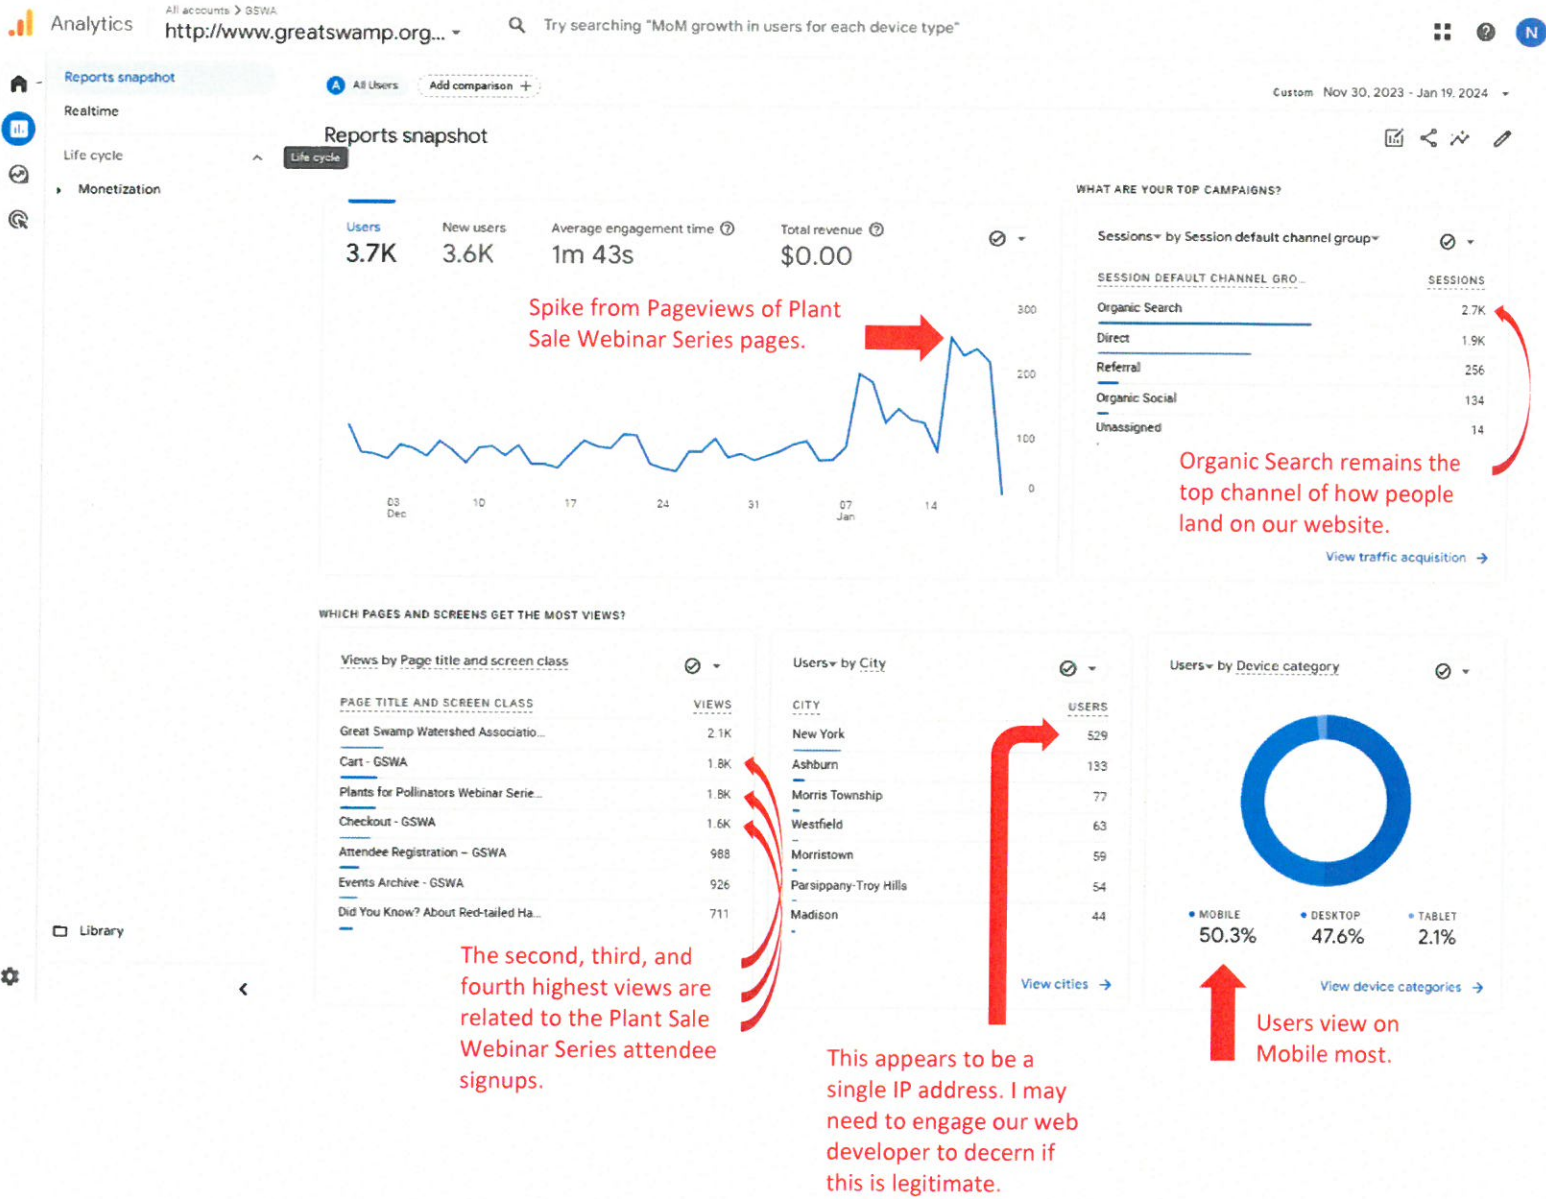 All accounts > GSWA
Analytics
http://www.greatswamp.org...
Try searching "MoM growth in users for each device type"
N
Reports snapshot
Realtime
Life cycle
Life cycle
Monetization
Library
A All Users
Add comparison +
Custom Nov 30, 2023 - Jan 19, 2024
Reports snapshot
Users
3.7K
New users
3.6K
Average engagement time
1m 43s
Total revenue
$0.00
Spike from Pageviews of Plant
Sale Webinar Series pages.
300
200
100
0
03
Dec
10
17
24
31
07
Jan
14
WHAT ARE YOUR TOP CAMPAIGNS?
Sessions by Session default channel group
SESSION DEFAULT CHANNEL GRO... SESSIONS
Organic Search 2.7K
Direct 1.9K
Referral 256
Organic Social 134
Unassigned 14
Organic Search remains the
top channel of how people
land on our website.
View traffic acquisition →
WHICH PAGES AND SCREENS GET THE MOST VIEWS?
Views by Page title and screen class
PAGE TITLE AND SCREEN CLASS VIEWS
Great Swamp Watershed Associatio... 2.1K
Cart - GSWA 1.8K
Plants for Pollinators Webinar Serie... 1.8K
Checkout - GSWA 1.6K
Attendee Registration – GSWA 988
Events Archive - GSWA 926
Did You Know? About Red-tailed Ha... 711
The second, third, and
fourth highest views are
related to the Plant Sale
Webinar Series attendee
signups.
Users by City
CITY USERS
New York 529
Ashburn 133
Morris Township 77
Westfield 63
Morristown 59
Parsippany-Troy Hills 54
Madison 44
View cities →
This appears to be a
single IP address. I may
need to engage our web
developer to decern if
this is legitimate.
Users by Device category
MOBILE
50.3%
DESKTOP
47.6%
TABLET
2.1%
View device categories →
Users view on
Mobile most.